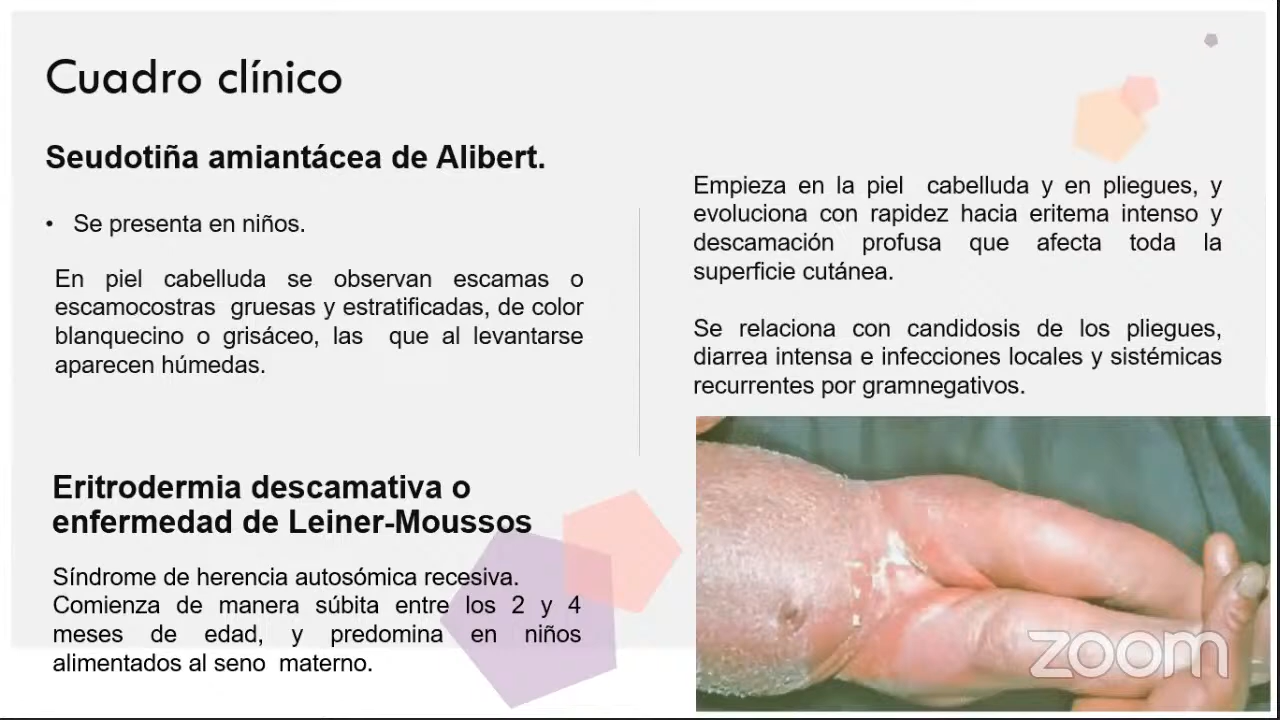 Cuadro clínico
Seudotiña amiantácea de Alibert.
• Se presenta en niños.
En piel cabelluda se observan escamas o
escamocostras gruesas y estratificadas, de color
blanquecino o grisáceo, las que al levantarse
aparecen húmedas.
Eritrodermia descamativa o
enfermedad de Leiner-Moussos
Síndrome de herencia autosómica recesiva.
Comienza de manera súbita entre los 2 y 4
meses de edad, y predomina en niños
alimentados al seno materno.
Empieza en la piel cabelluda y en pliegues, y
evoluciona con rapidez hacia eritema intenso y
descamación profusa que afecta toda la
superficie cutánea.
Se relaciona con candidosis de los pliegues,
diarrea intensa e infecciones locales y sistémicas
recurrentes por gramnegativos.
zoom